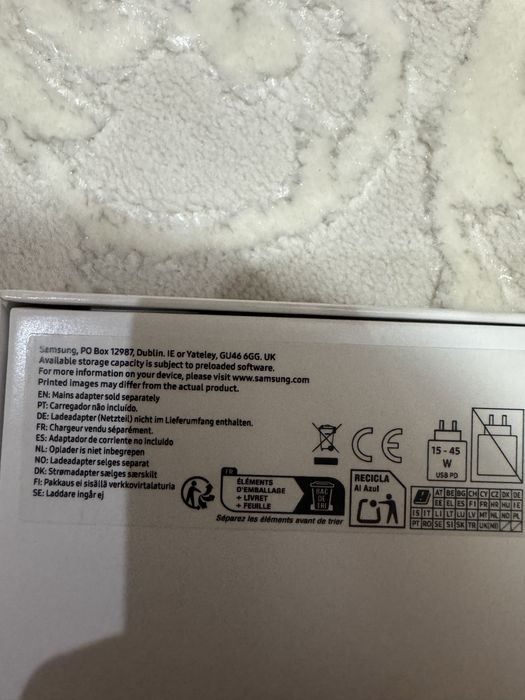 Samsung, PO Box 12987, Dublin. IE or Yateley, GU46 6GG. UK
Available storage capacity is subject to preloaded software.
For more information on your device, please visit www.samsung.com
Printed images may differ from the actual product.
EN: Mains adapter sold separately
PT: Carregador não incluído.
DE: Ladeadapter (Netzteil) nicht im Lieferumfang enthalten.
FR: Chargeur vendu séparément.
ES: Adaptador de corriente no incluido
NL: Oplader is niet inbegrepen
NO: Ladeadapter selges separat
DK: Strømadapter sælges særskilt
FI: Pakkaus ei sisällä verkkovirtalaturia
SE: Laddare ingår ej
CE
15 - 45
W
USB PD
FR
ÉLÉMENTS
D'EMBALLAGE
+ LIVRET
+ FEUILLE
BAC
DE
TRI
Séparez les éléments avant de trier
RECICLA
Al Azul
AT BE BG CH CY CZ DK DE
EE EL ES FI FR HR HU IE
IS IT LI LT LU LV MT NL NO PL
PT RO SE SI SK TR UK(NI)